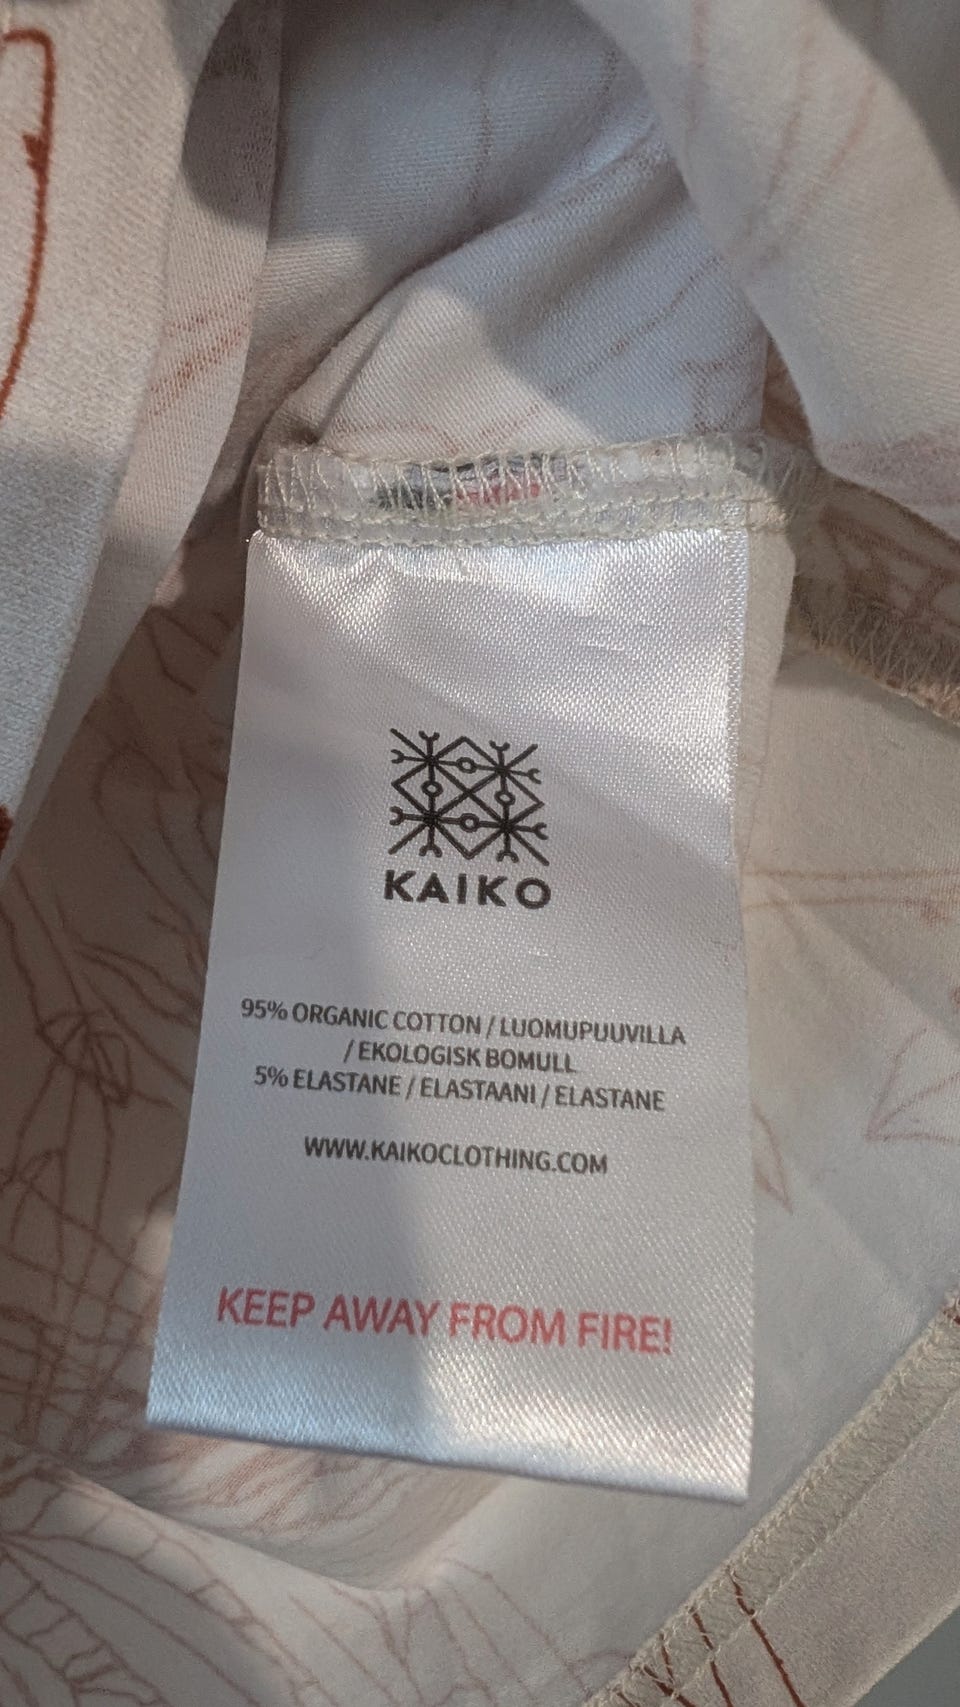 KAIKO
95% ORGANIC COTTON / LUOMUPUUVILLA
/ EKOLOGISK BOMULL
5% ELASTANE / ELASTAANI / ELASTANE
WWW.KAIKOCLOTHING.COM
KEEP AWAY FROM FIRE!